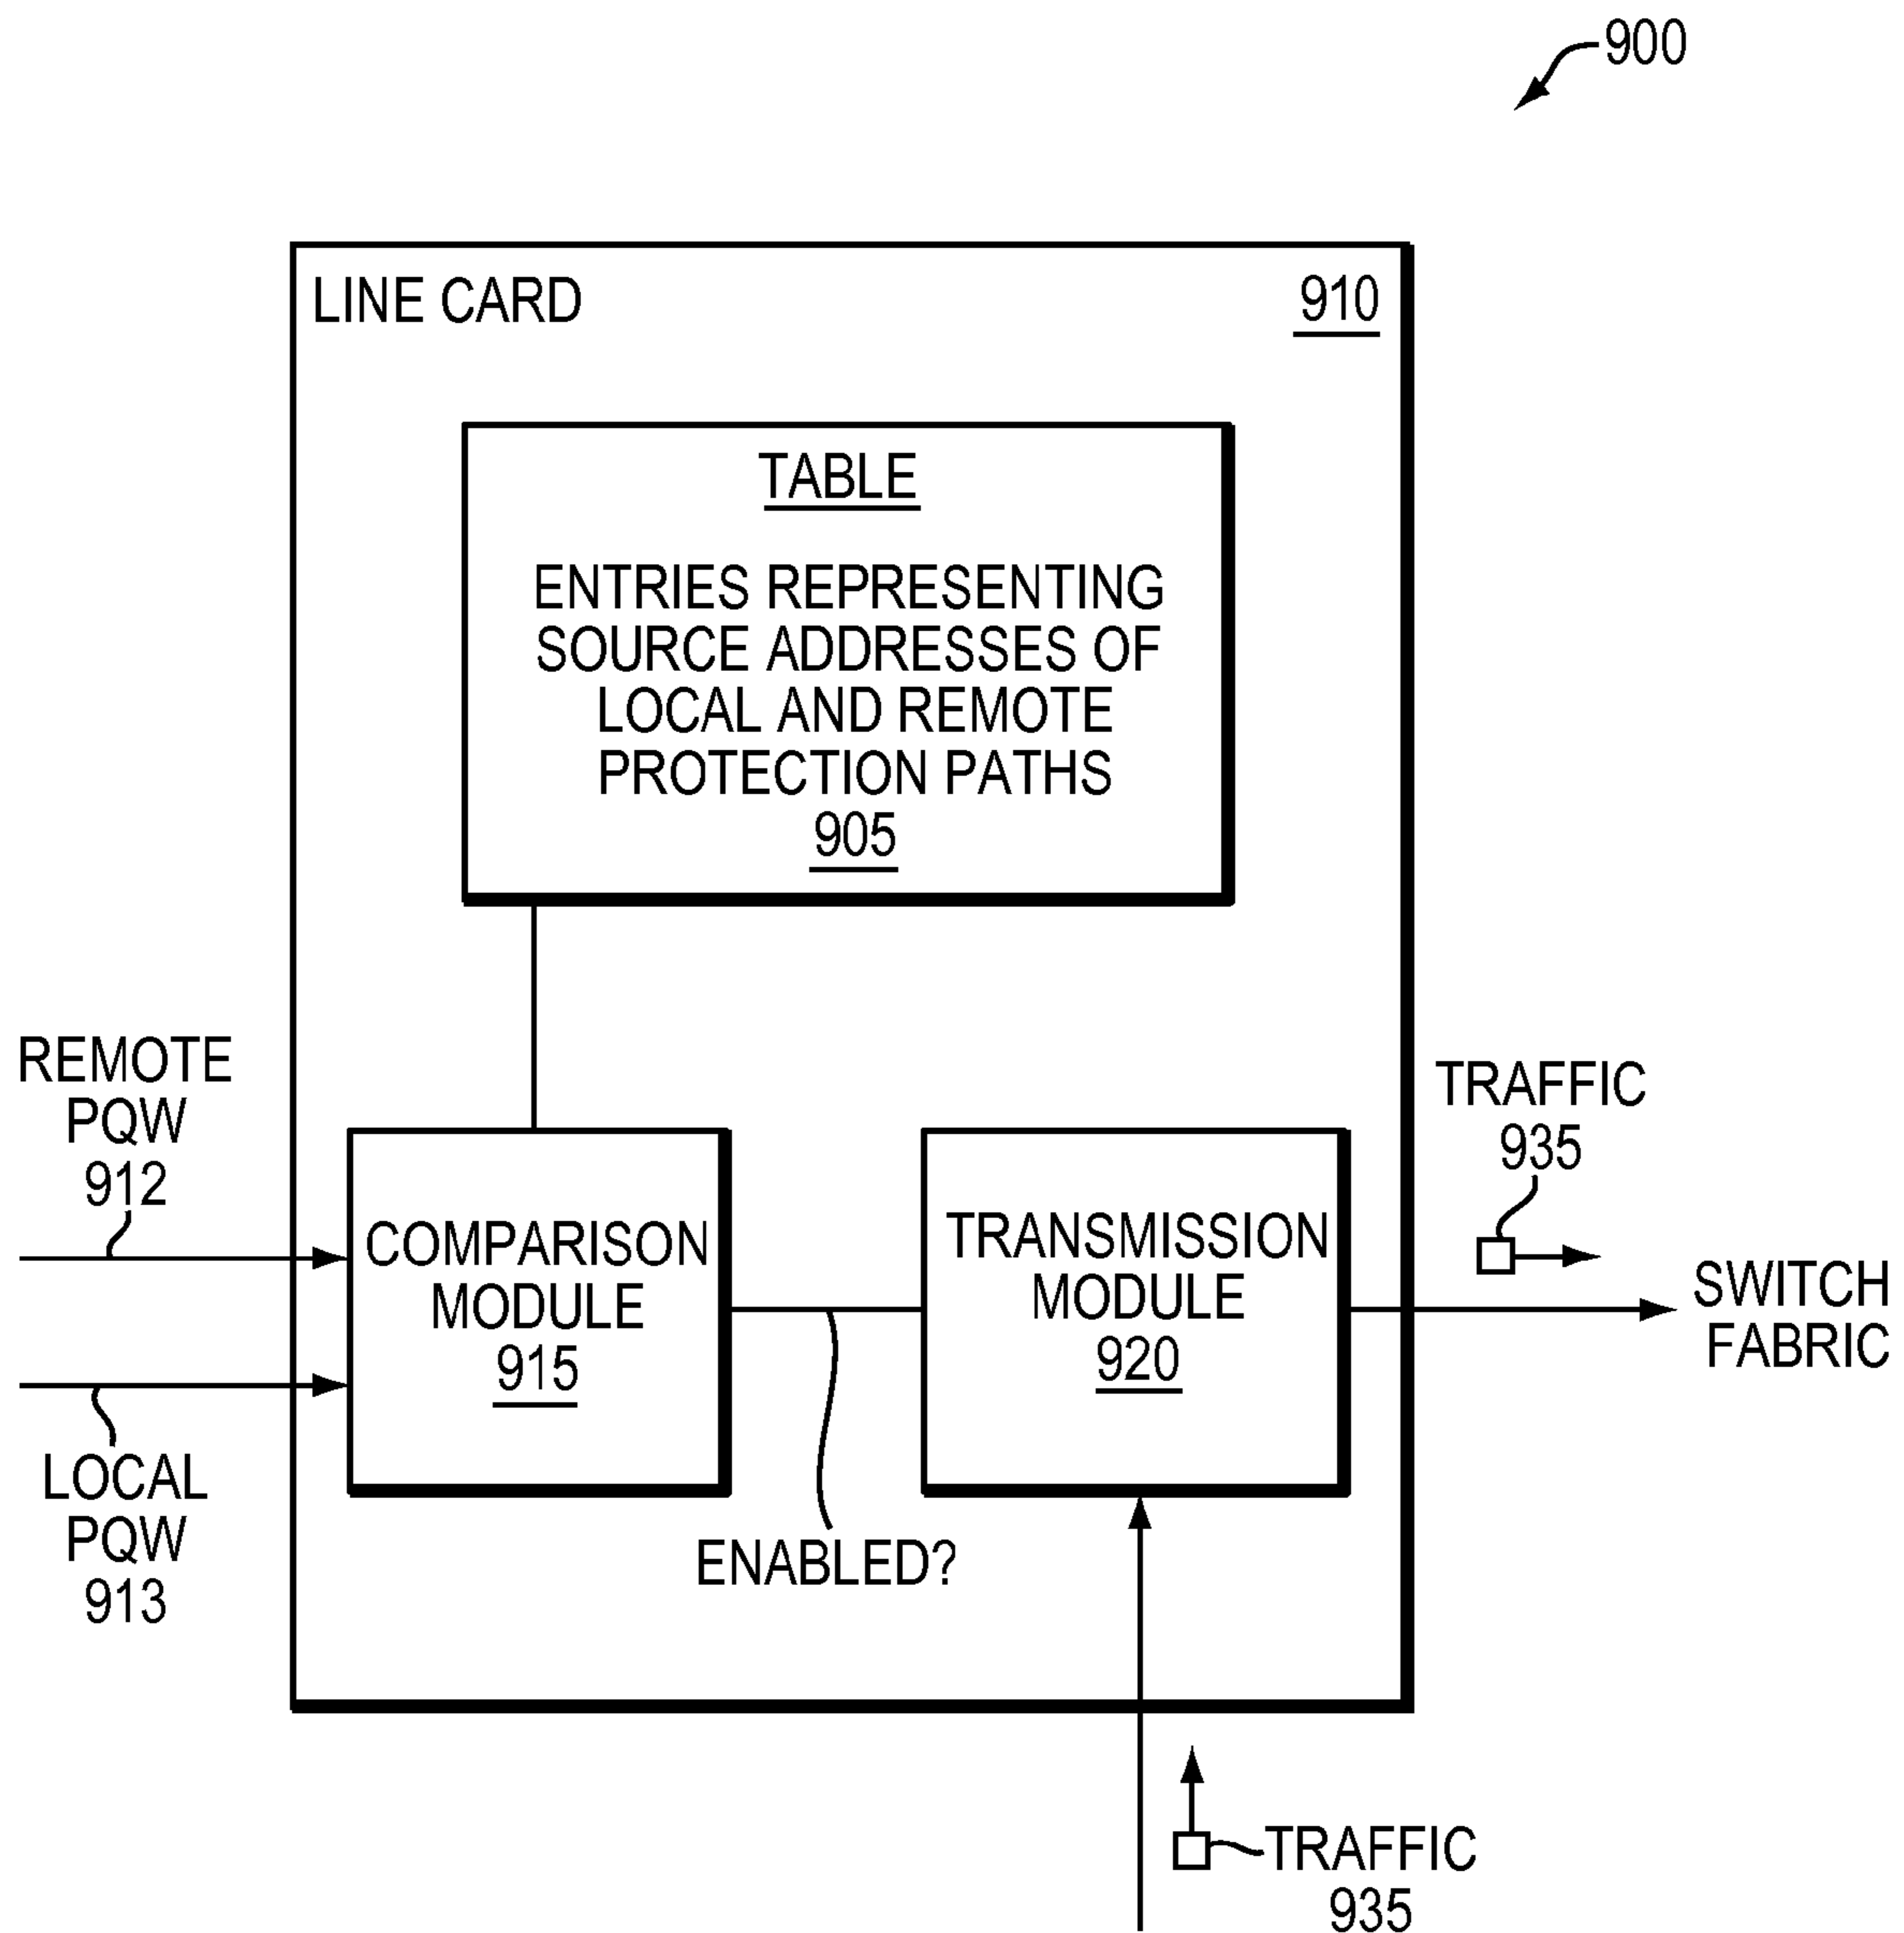 900
LINE CARD
910
TABLE
ENTRIES REPRESENTING
SOURCE ADDRESSES OF
LOCAL AND REMOTE
PROTECTION PATHS
905
REMOTE
PQW
912
LOCAL
PQW
913
COMPARISON
MODULE
915
ENABLED?
TRANSMISSION
MODULE
920
TRAFFIC
935
SWITCH
FABRIC
TRAFFIC
935